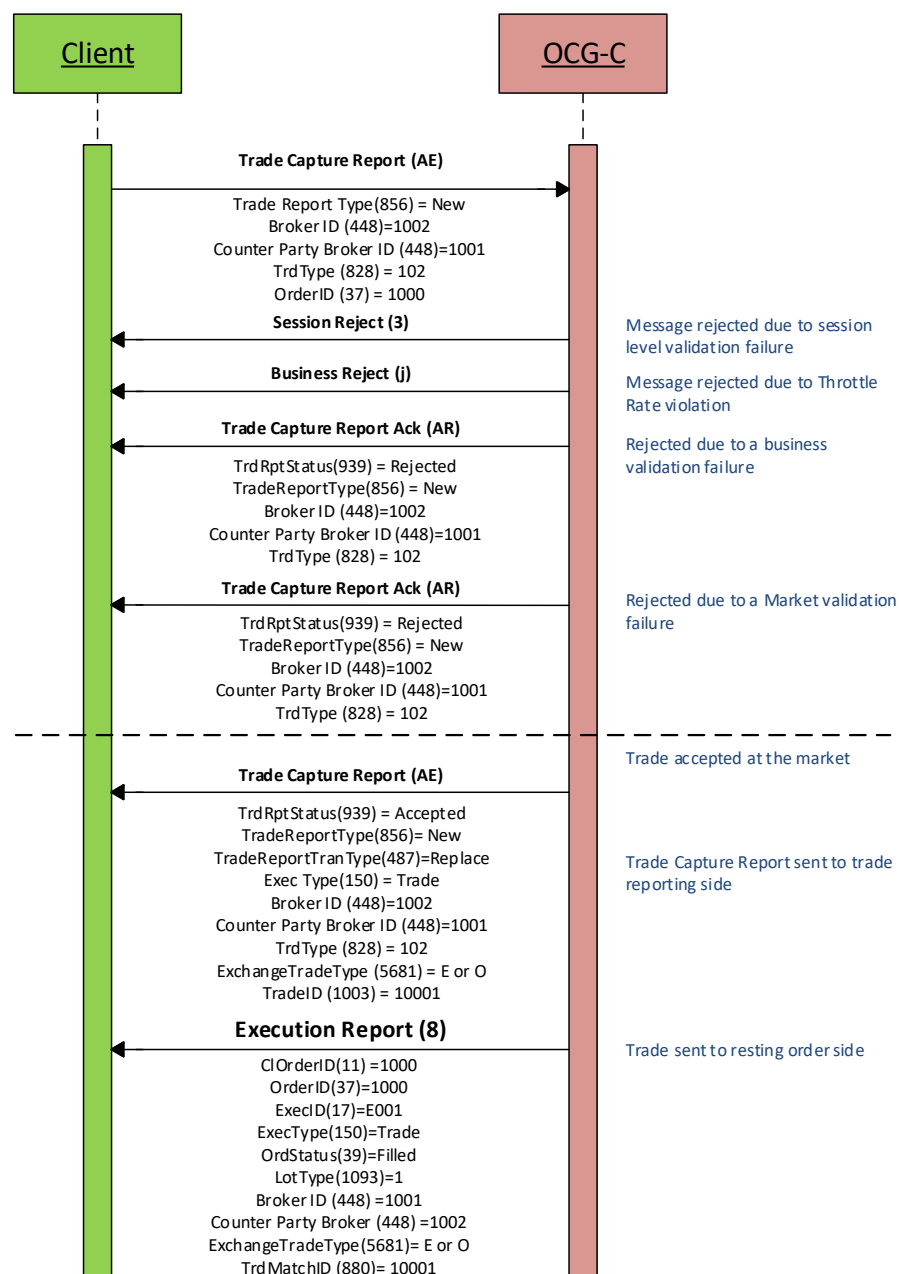 Client
OCG-C
Trade Capture Report (AE)
Trade Report Type(856) = New
Broker ID (448)=1002
Counter Party Broker ID (448)=1001
TrdType (828) = 102
OrderID (37) = 1000
Session Reject (3)
Message rejected due to session
level validation failure
Business Reject (j)
Message rejected due to Throttle
Rate violation
Trade Capture Report Ack (AR)
Rejected due to a business
validation failure
TrdRptStatus(939) = Rejected
TradeReportType(856) = New
Broker ID (448)=1002
Counter Party Broker ID (448)=1001
TrdType (828) = 102
Trade Capture Report Ack (AR)
Rejected due to a Market validation
failure
TrdRptStatus(939) = Rejected
TradeReportType(856) = New
Broker ID (448)=1002
Counter Party Broker ID (448)=1001
TrdType (828) = 102
Trade accepted at the market
Trade Capture Report (AE)
TrdRptStatus(939) = Accepted
TradeReportType(856)= New
TradeReportTranType(487)=Replace
Exec Type(150) = Trade
Broker ID (448)=1002
Counter Party Broker ID (448)=1001
TrdType (828) = 102
ExchangeTradeType (5681) = E or O
TradeID (1003) = 10001
Trade Capture Report sent to trade
reporting side
Execution Report (8)
Trade sent to resting order side
ClOrderID(11) =1000
OrderID(37)=1000
ExecID(17)=E001
ExecType(150)=Trade
OrdStatus(39)=Filled
LotType(1093)=1
Broker ID (448) =1001
Counter Party Broker (448) =1002
ExchangeTradeType(5681)= E or O
TrdMatchID (880)= 10001